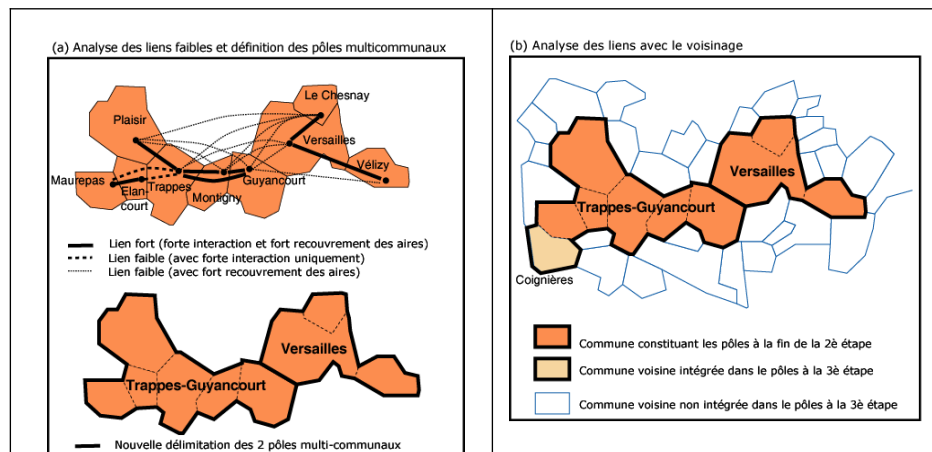 (a) Analyse des liens faibles et définition des pôles multicommunaux
Le Chesnay
Plaisir
Versailles
Vélizy
Maurepas
Elan-
court
Trappes
Guyancourt
Montigny
Lien fort (forte interaction et fort recouvrement des aires)
Lien faible (avec forte interaction uniquement)
Lien faible (avec fort recouvrement des aires)
Versailles
Trappes-Guyancourt
Nouvelle délimitation des 2 pôles multi-communaux
(b) Analyse des liens avec le voisinage
Versailles
Trappes-Guyancourt
Coignières
Commune constituant les pôles à la fin de la 2è étape
Commune voisine intégrée dans le pôles à la 3è étape
Commune voisine non intégrée dans le pôles à la 3è étape